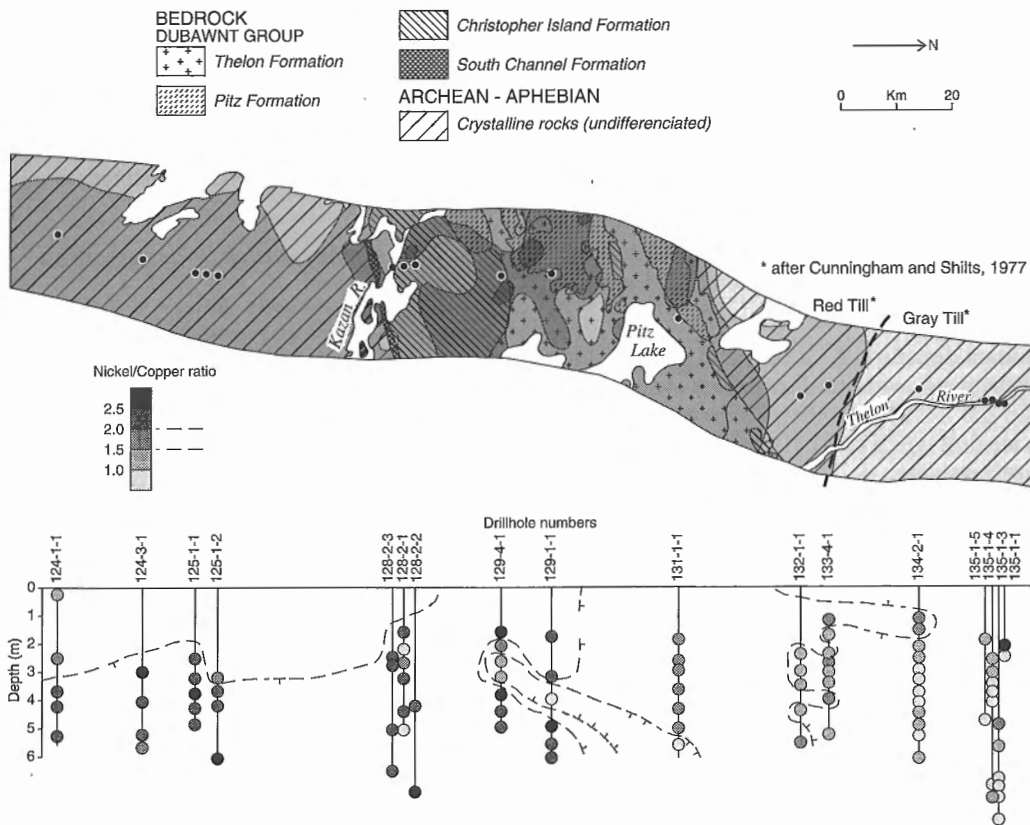 BEDROCK
DUBAWNT GROUP
Thelon Formation
Pitz Formation
Christopher Island Formation
South Channel Formation
ARCHEAN - APHEBIAN
Crystalline rocks (undifferenciated)
N
0 Km 20
* after Cunningham and Shilts, 1977
Red Till*
Gray Till*
Kazan R.
Pitz
Lake
Thelon River
Nickel/Copper ratio
2.5
2.0
1.5
1.0
Drillhole numbers
124-1-1
124-3-1
125-1-1
125-1-2
128-2-3
128-2-1
128-2-2
129-4-1
129-1-1
131-1-1
132-1-1
133-4-1
134-2-1
135-1-5
135-1-4
135-1-3
135-1-1
Depth (m)
0
1
2
3
4
5
6